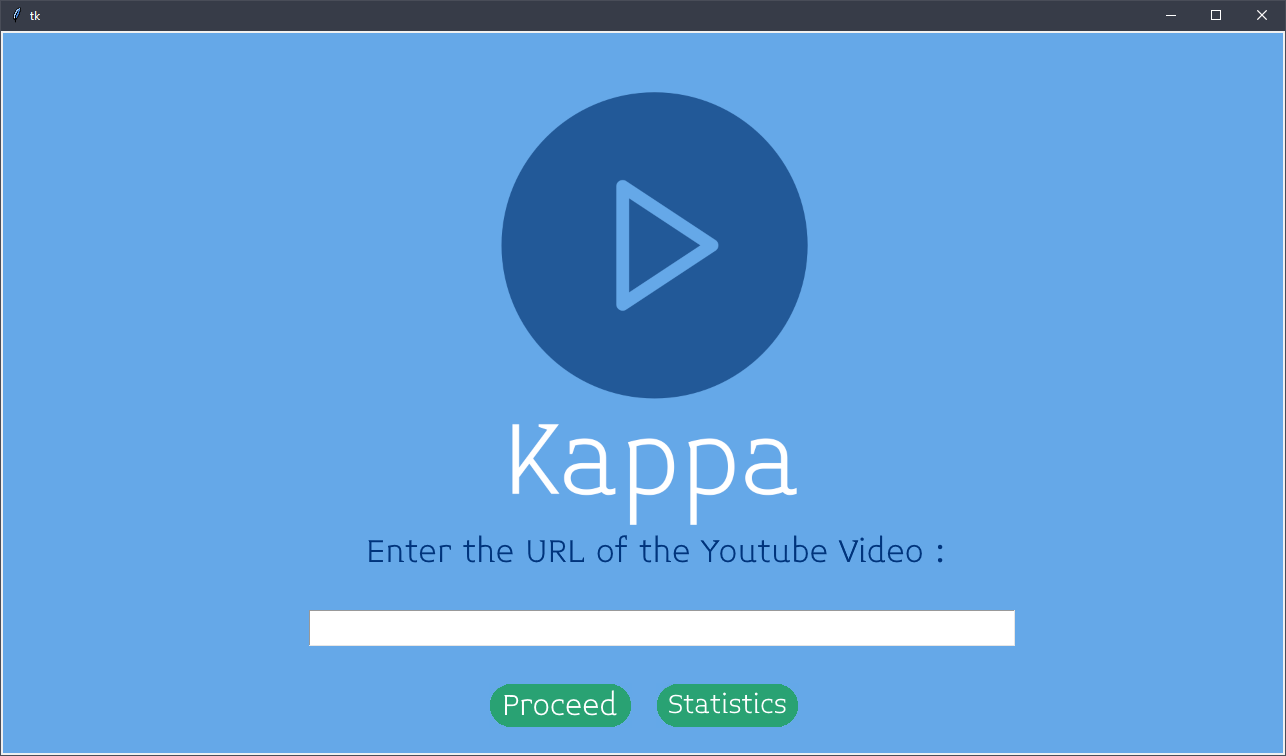 tk
Kappa
Enter the URL of the Youtube Video :
Proceed Statistics